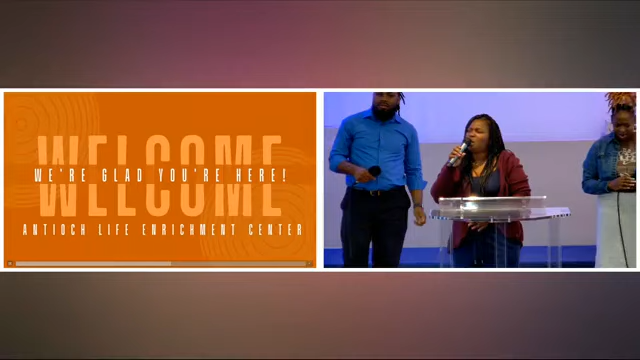 WELCOME
WE'RE GLAD YOU'RE HERE!
ANTIOCH LIFE ENRICHMENT CENTER